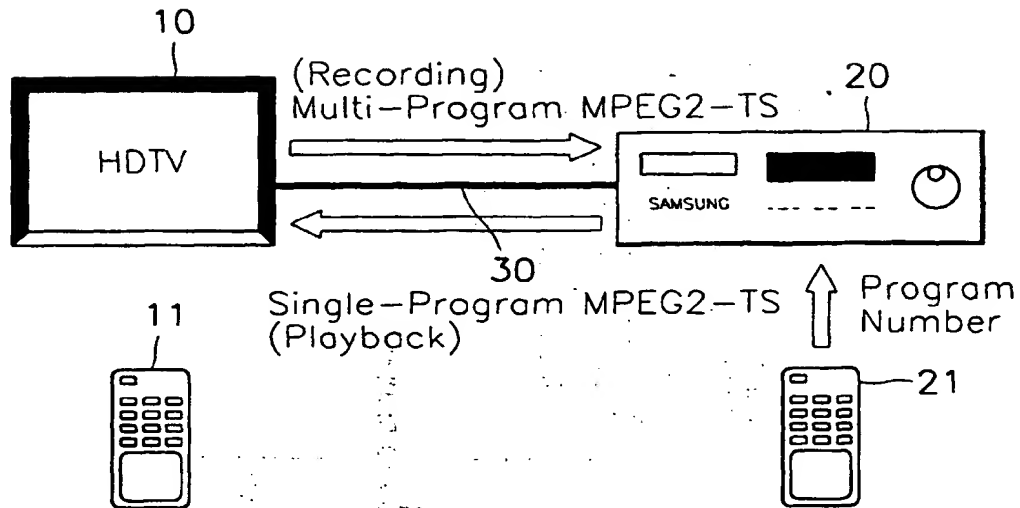 10
(Recording)
Multi-Program MPEG2-TS
20
HDTV
SAMSUNG
30
Single-Program MPEG2-TS
(Playback)
Program
Number
11
21